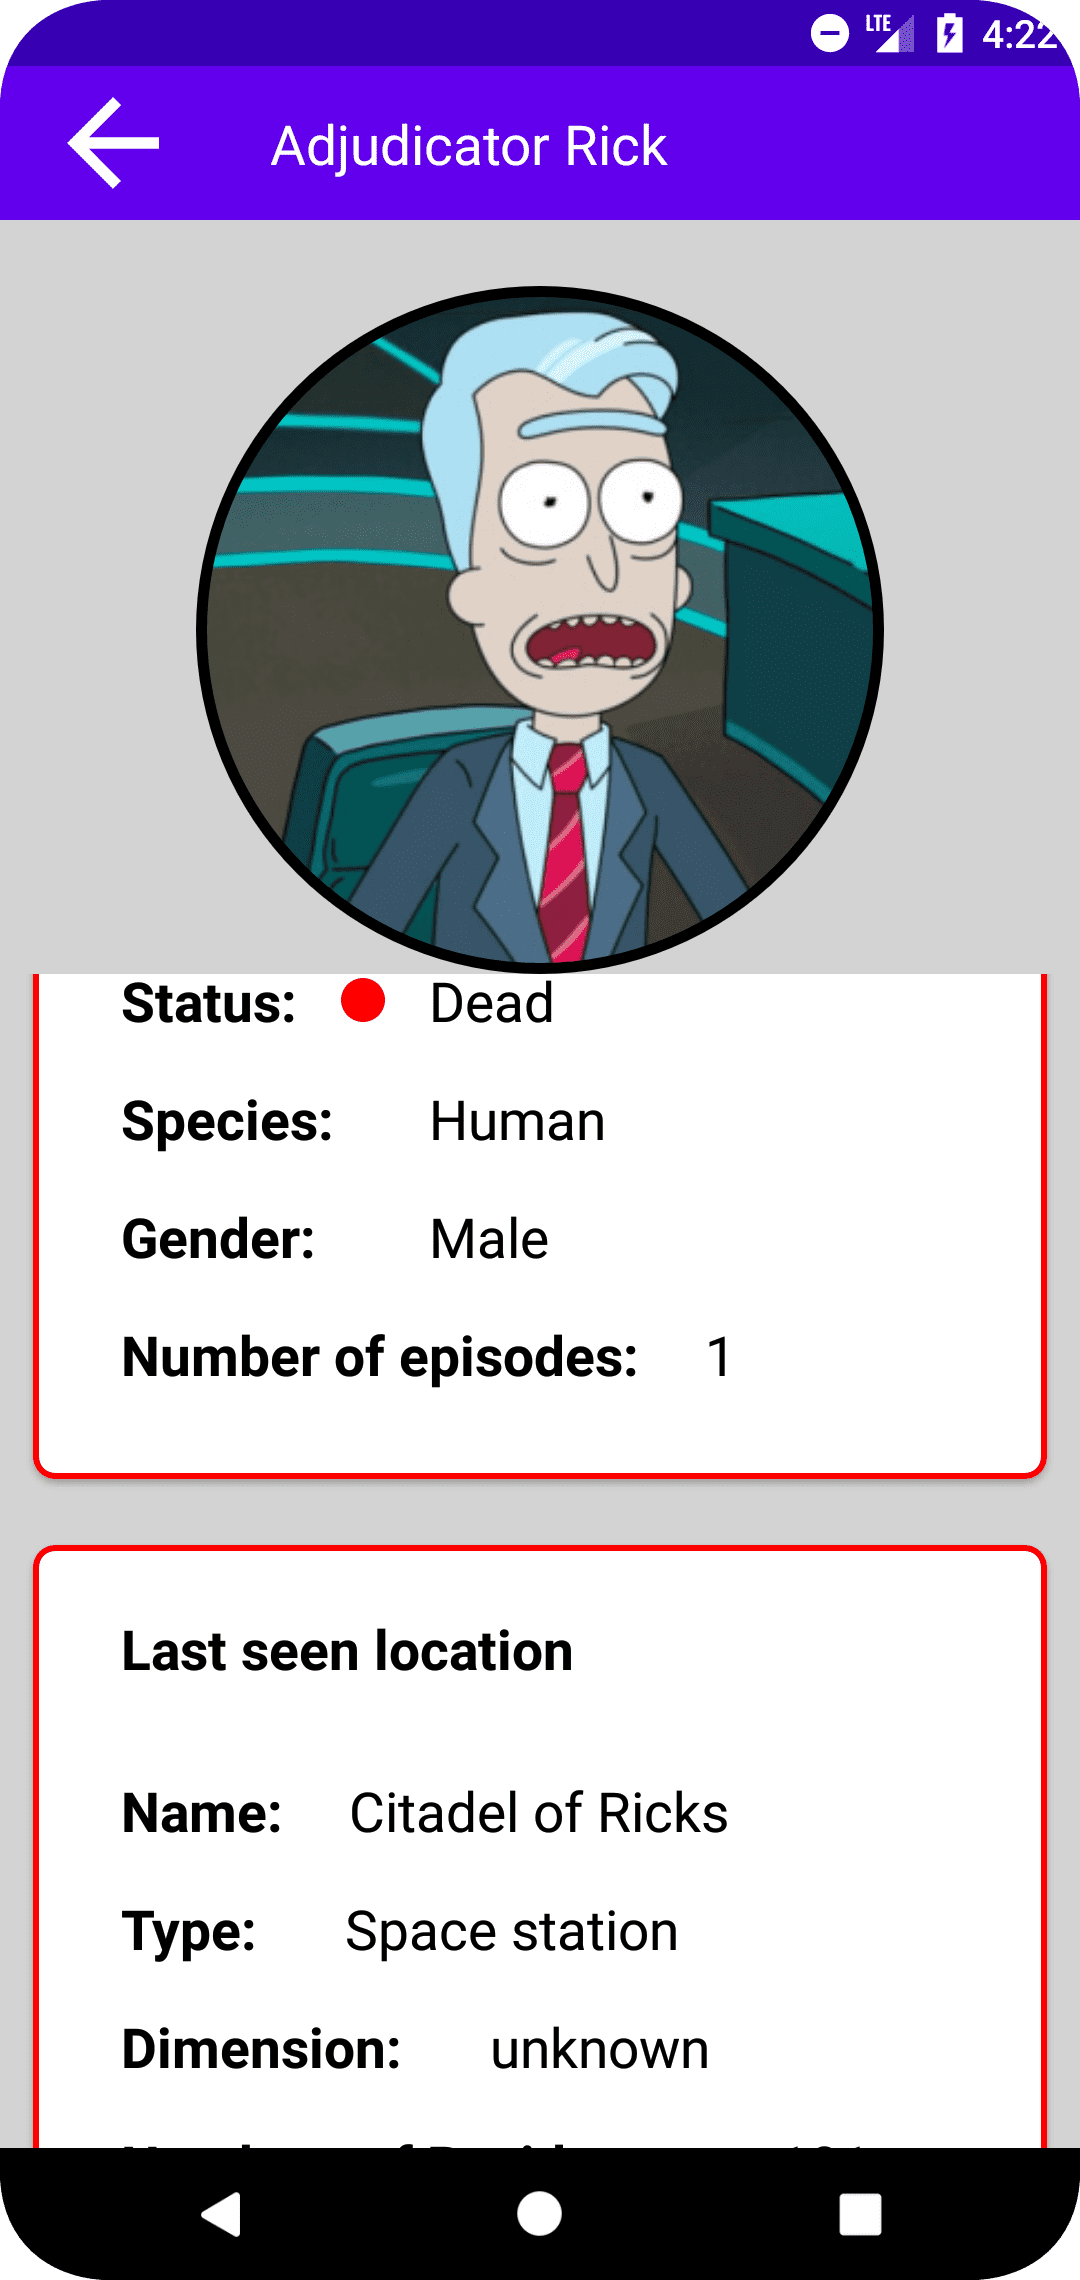 LTE 4:22
Adjudicator Rick
Status: Dead
Species: Human
Gender: Male
Number of episodes: 1
Last seen location
Name: Citadel of Ricks
Type: Space station
Dimension: unknown